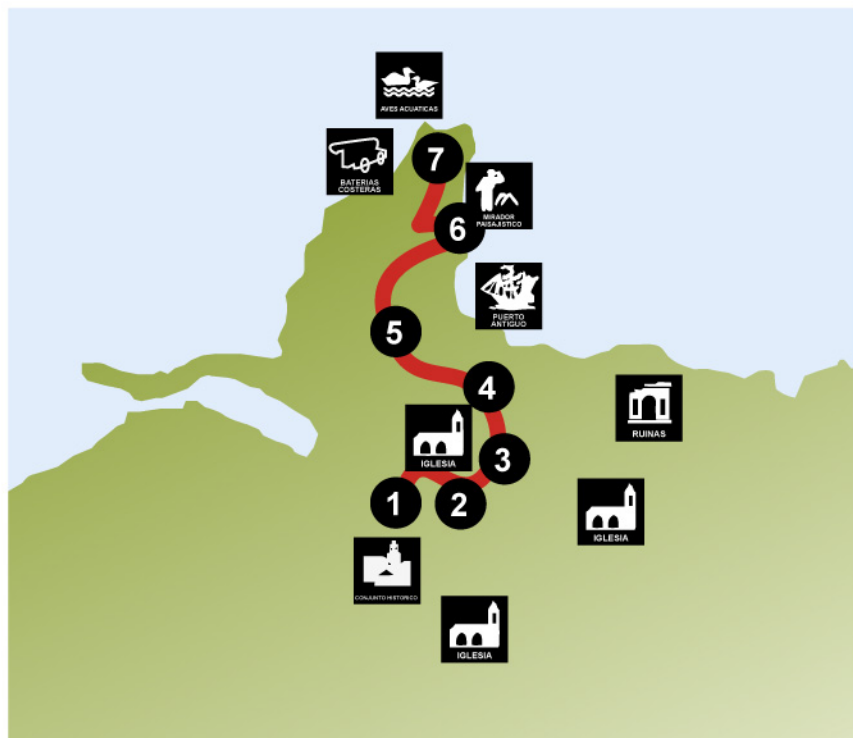 AVES ACUATICAS
7
BATERIAS
COSTERAS
6
MIRADOR
PAISAJISTICO
PUERTO
ANTIGUO
5
4
RUINAS
IGLESIA
3
1
2
IGLESIA
CONJUNTO HISTORICO
IGLESIA